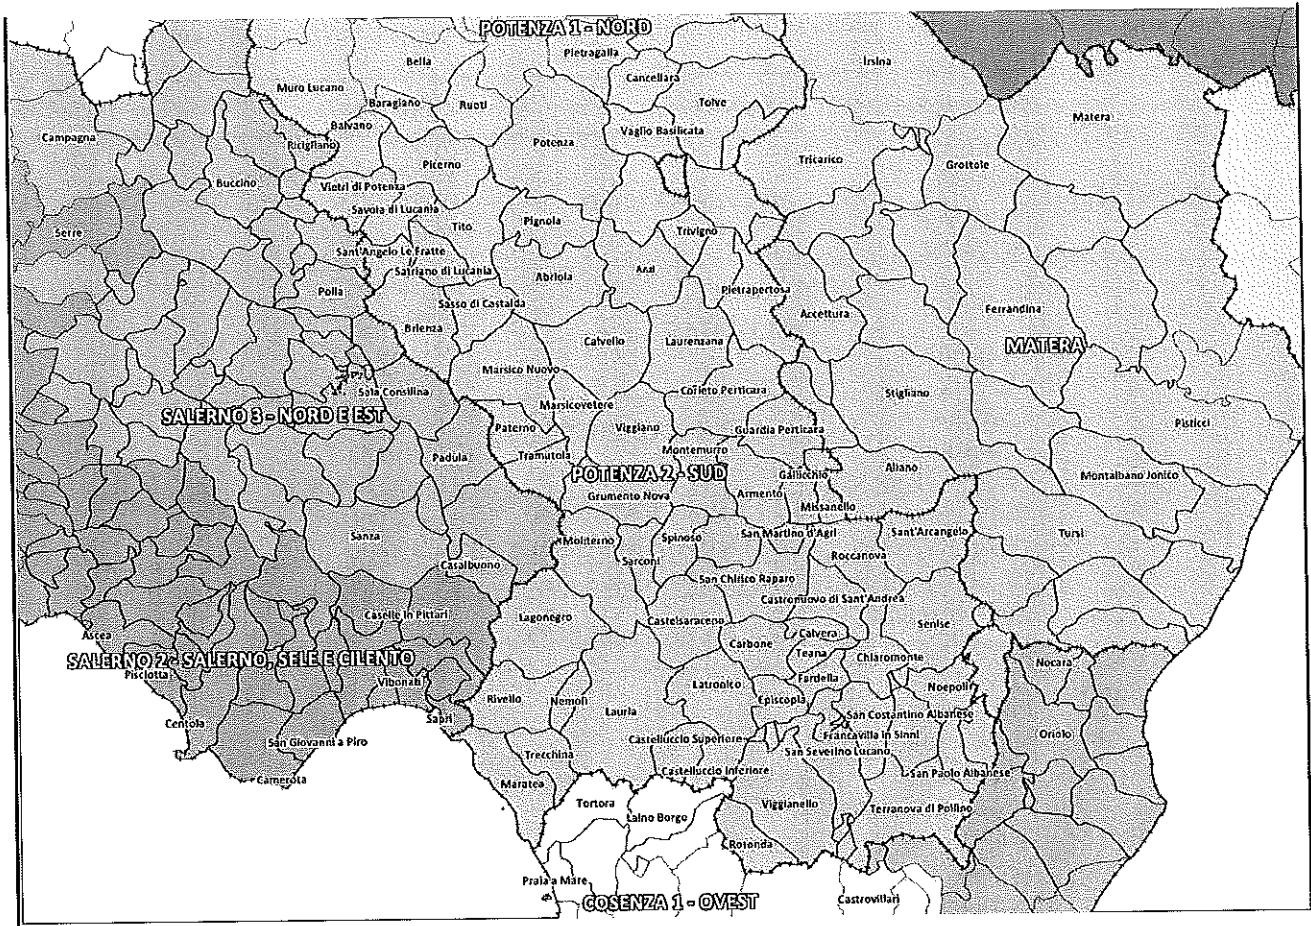 POTENZA 1 - NORD
Pietragalla
Bella
Irsina
Cancellara
Muro Lucano
Baragiano
Ruoti
Tolve
Matera
Balvano
Vaglio Basilicata
Campagna
Ricigliano
Potenza
Picerno
Tricarico
Grottole
Buccino
Vietri di Potenza
Savoia di Lucania
Serre
Tito
Pignola
Trivigno
Sant'Angelo Le Fratte
Satriano di Lucania
Abriola
Anzi
Polla
Pietrapertosa
Sasso di Castalda
Ferrandina
Accettura
Brienza
Calvello
Laurenzana
MATERA
Marsico Nuovo
Sala Consilina
Corleto Perticara
Stigliano
Marsicovetere
SALERNO 3 - NORD E EST
Pisticci
Paterno
Viggiano
Guardia Perticara
Padula
Tramutola
Montemurro
POTENZA 2 - SUD
Gallicchio
Aliano
Montalbano Jonico
Grumento Nova
Armento
Missanello
Sanza
Moliterno
Spinoso
San Martino d'Agri
Sant'Arcangelo
Tursi
Roccanova
Casalbuono
Sarconi
San Chirico Raparo
Castronuovo di Sant'Andrea
Caselle in Pittari
Lagonegro
Castelsaraceno
Senise
Ascea
Calvera
Carbone
Teana
Chiaromonte
SALERNO 2 - SALERNO, SELE E CILENTO
Nocara
Pisciotta
Vibonati
Fardella
Latronico
Noepoli
Rivello
Nemoli
Episcopia
Lauria
San Costantino Albanese
Centola
Sapri
Francavilla in Sinni
Oriolo
San Giovanni a Piro
Castelluccio Superiore
San Severino Lucano
Trecchina
Castelluccio Inferiore
San Paolo Albanese
Camerota
Maratea
Tortora
Viggianello
Terranova di Pollino
Laino Borgo
Rotonda
Praia a Mare
COSENZA 1 - OVEST
Castrovillari